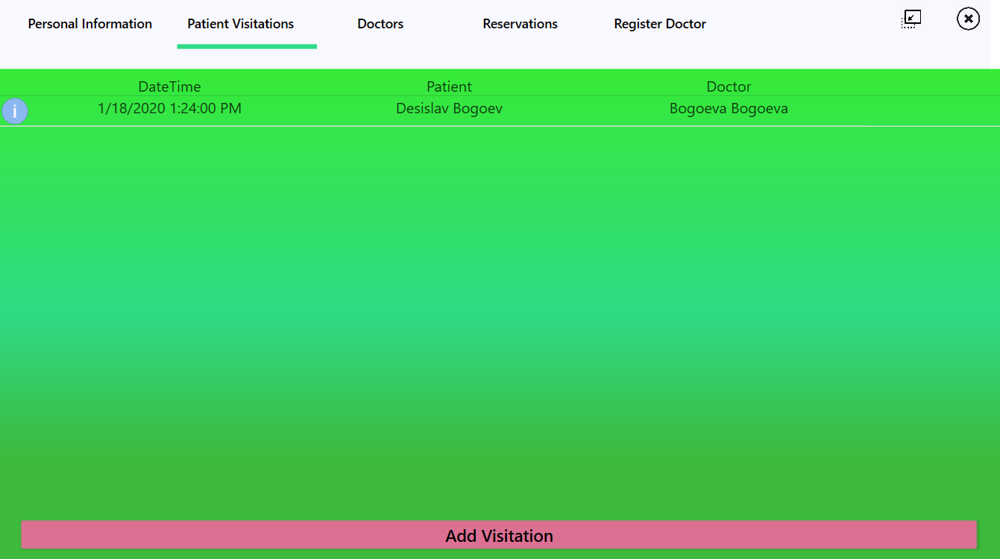 Personal Information Patient Visitations Doctors Reservations Register Doctor
DateTime Patient Doctor
i 1/18/2020 1:24:00 PM Desislav Bogoev Bogoeva Bogoeva
Add Visitation